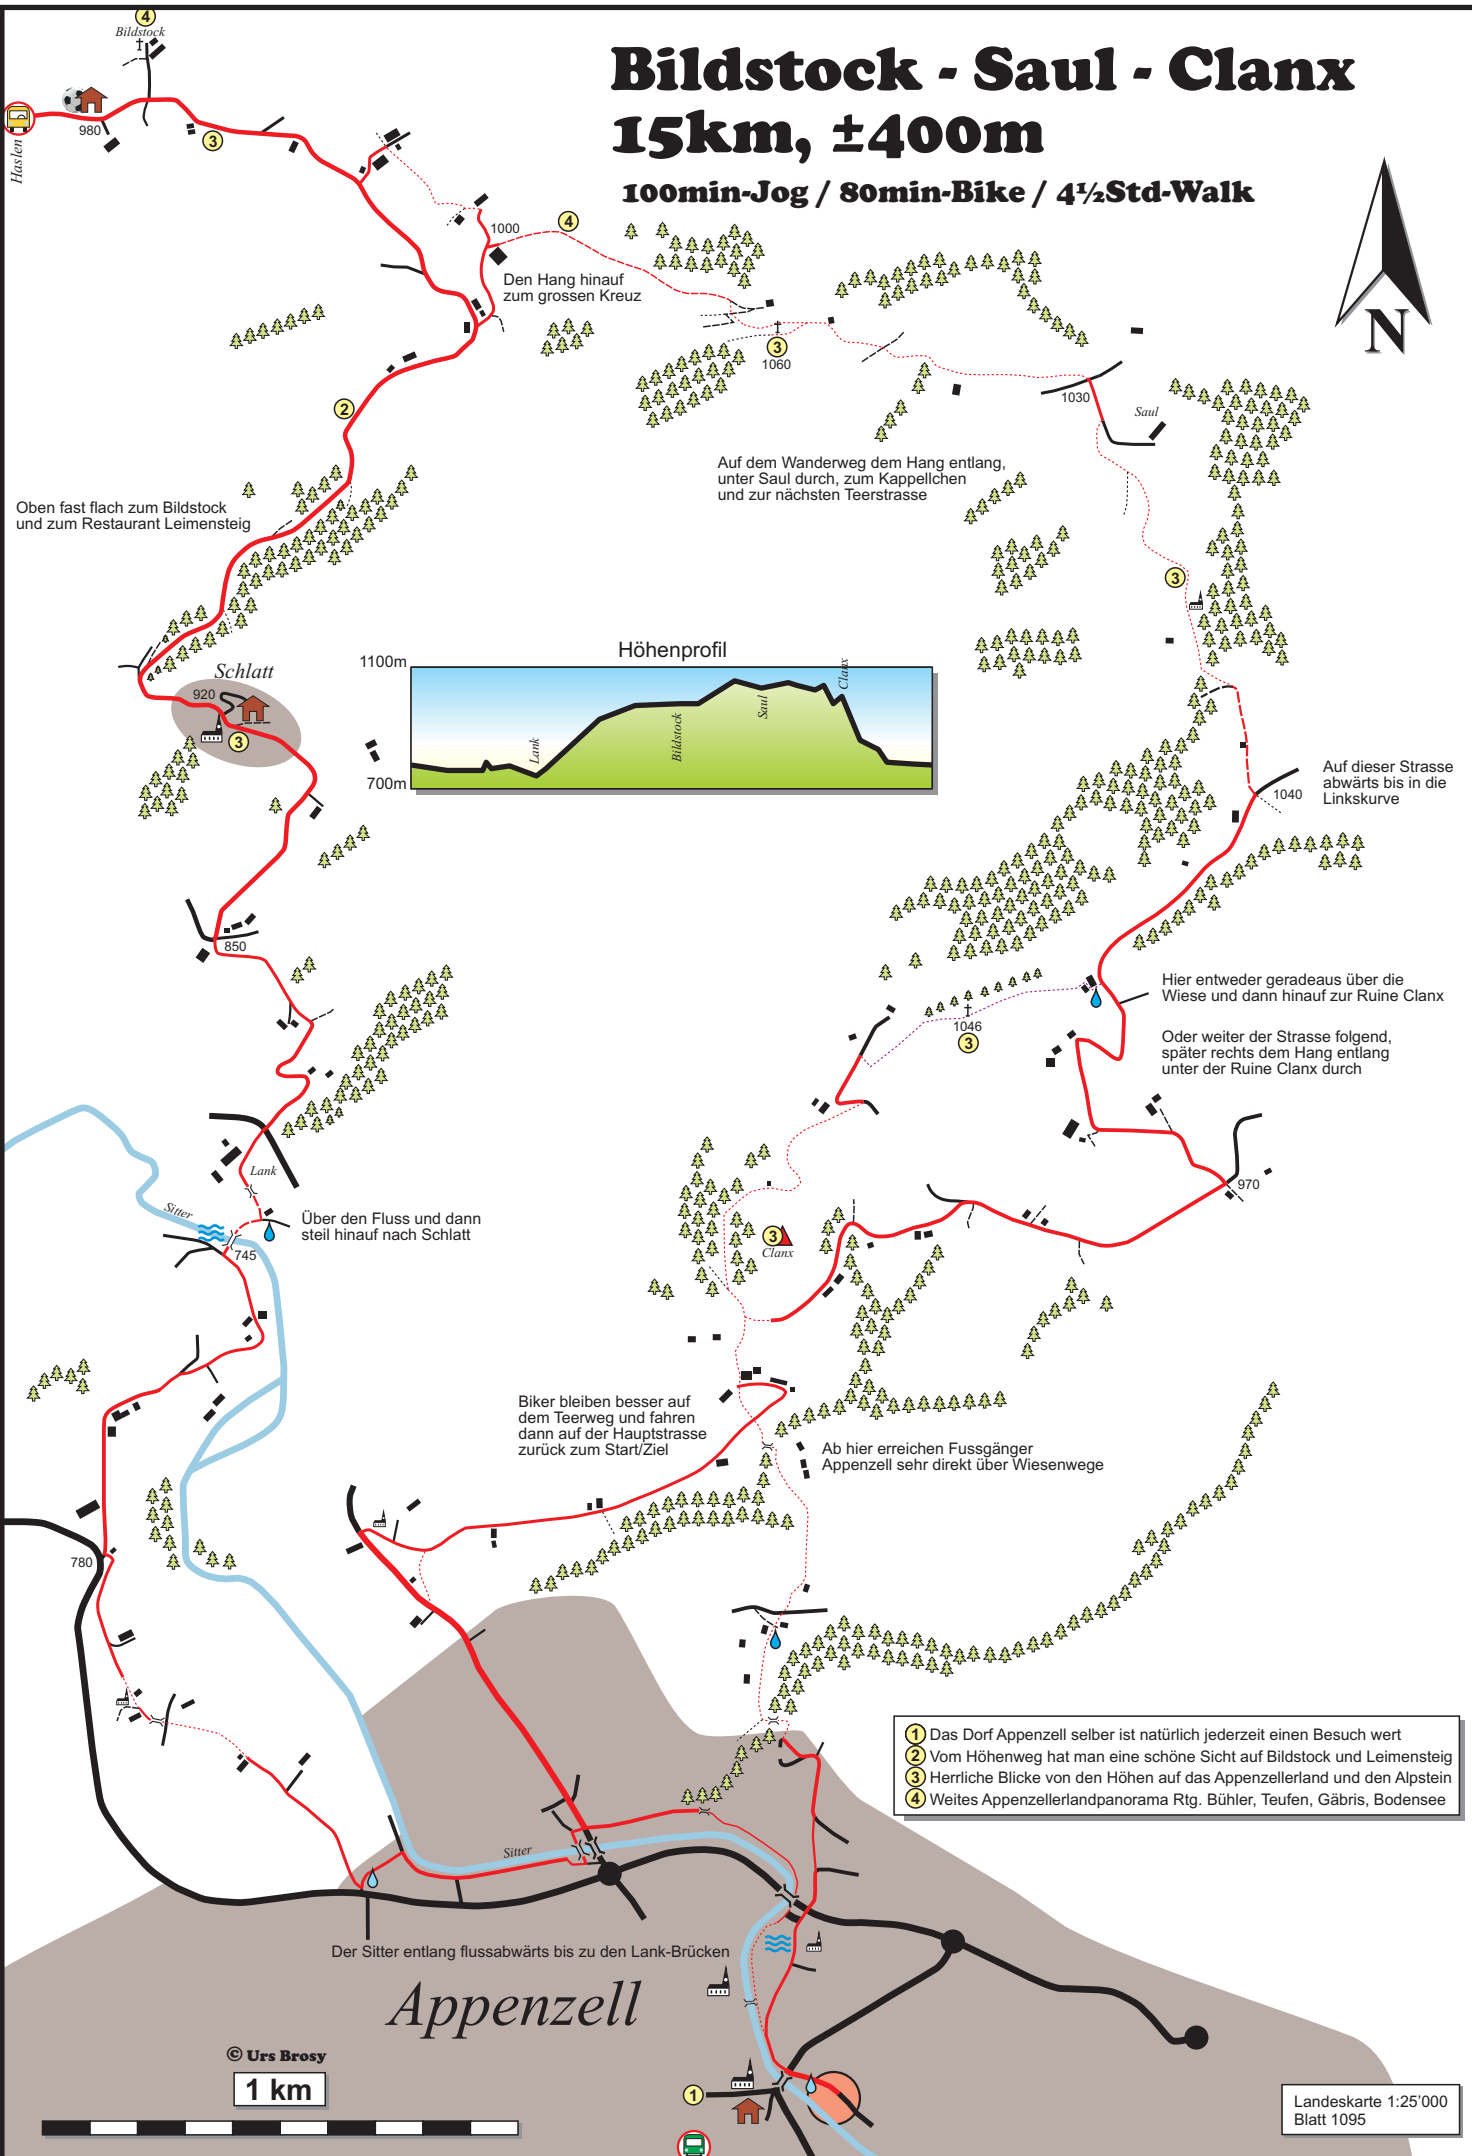 Bildstock - Saul - Clanx
15km, ±400m
100min-Jog / 80min-Bike / 4½Std-Walk
4
Bildstock
980
Haslen
3
1000
4
Den Hang hinauf
zum grossen Kreuz
N
3
1060
1030
Saul
2
Auf dem Wanderweg dem Hang entlang,
unter Saul durch, zum Kappellchen
und zur nächsten Teerstrasse
Oben fast flach zum Bildstock
und zum Restaurant Leimensteig
3
Schlatt
920
3
Höhenprofil
1100m
700m
Lank
Bildstock
Saul
Clanx
Auf dieser Strasse
abwärts bis in die
Linkskurve
1040
850
Hier entweder geradeaus über die
Wiese und dann hinauf zur Ruine Clanx
1046
3
Oder weiter der Strasse folgend,
später rechts dem Hang entlang
unter der Ruine Clanx durch
Lank
970
Sitter
Über den Fluss und dann
steil hinauf nach Schlatt
745
3
Clanx
Biker bleiben besser auf
dem Teerweg und fahren
dann auf der Hauptstrasse
zurück zum Start/Ziel
Ab hier erreichen Fussgänger
Appenzell sehr direkt über Wiesenwege
780
1 Das Dorf Appenzell selber ist natürlich jederzeit einen Besuch wert
2 Vom Höhenweg hat man eine schöne Sicht auf Bildstock und Leimensteig
3 Herrliche Blicke von den Höhen auf das Appenzellerland und den Alpstein
4 Weites Appenzellerlandpanorama Rtg. Bühler, Teufen, Gäbris, Bodensee
Sitter
Der Sitter entlang flussabwärts bis zu den Lank-Brücken
Appenzell
© Urs Brosy
1 km
1
Landeskarte 1:25'000
Blatt 1095